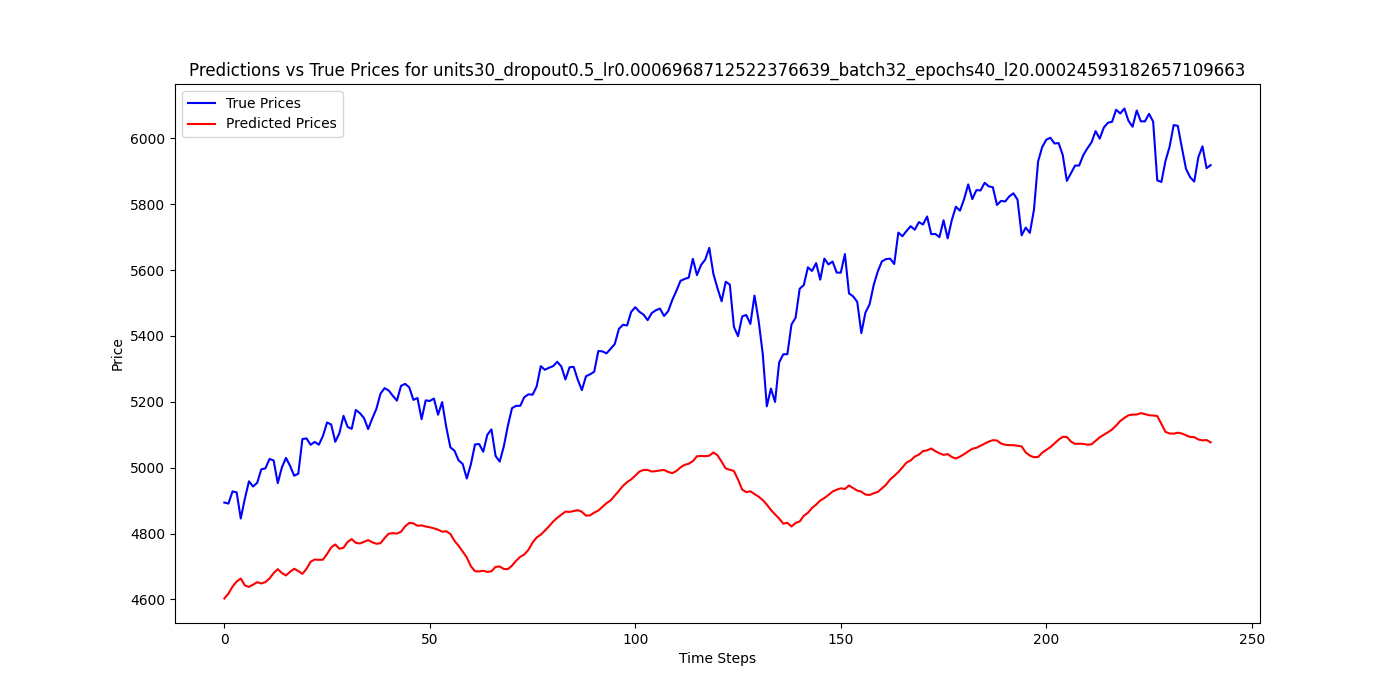 Predictions vs True Prices for units30_dropout0.5_lr0.0006968712522376639_batch32_epochs40_l20.00024593182657109663
True Prices
Predicted Prices
6000
5800
5600
5400
5200
5000
4800
4600
Price
0 50 100 150 200 250
Time Steps